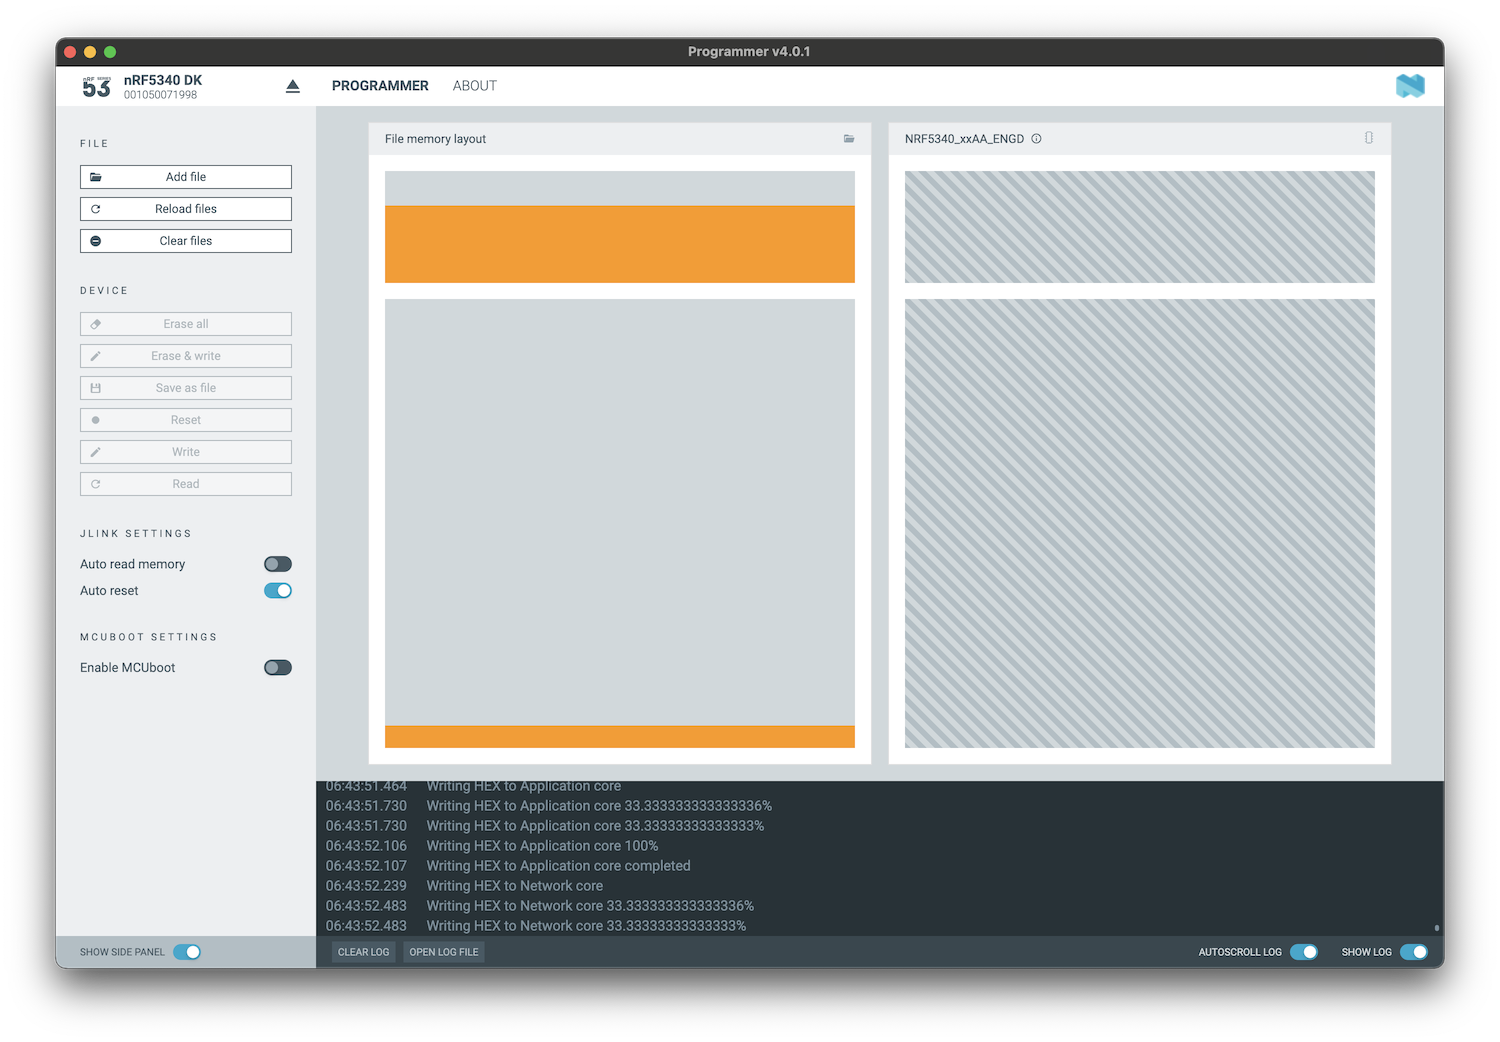 Programmer v4.0.1
nRF SERIES
53
nRF5340 DK
001050071998
PROGRAMMER
ABOUT
FILE
Add file
Reload files
Clear files
DEVICE
Erase all
Erase & write
Save as file
Reset
Write
Read
JLINK SETTINGS
Auto read memory
Auto reset
MCUBOOT SETTINGS
Enable MCUboot
SHOW SIDE PANEL
File memory layout
NRF5340_xxAA_ENGD
06:43:51.464 Writing HEX to Application core
06:43:51.730 Writing HEX to Application core 33.333333333333336%
06:43:51.730 Writing HEX to Application core 33.33333333333333%
06:43:52.106 Writing HEX to Application core 100%
06:43:52.107 Writing HEX to Application core completed
06:43:52.239 Writing HEX to Network core
06:43:52.483 Writing HEX to Network core 33.333333333333336%
06:43:52.483 Writing HEX to Network core 33.33333333333333%
CLEAR LOG
OPEN LOG FILE
AUTOSCROLL LOG
SHOW LOG